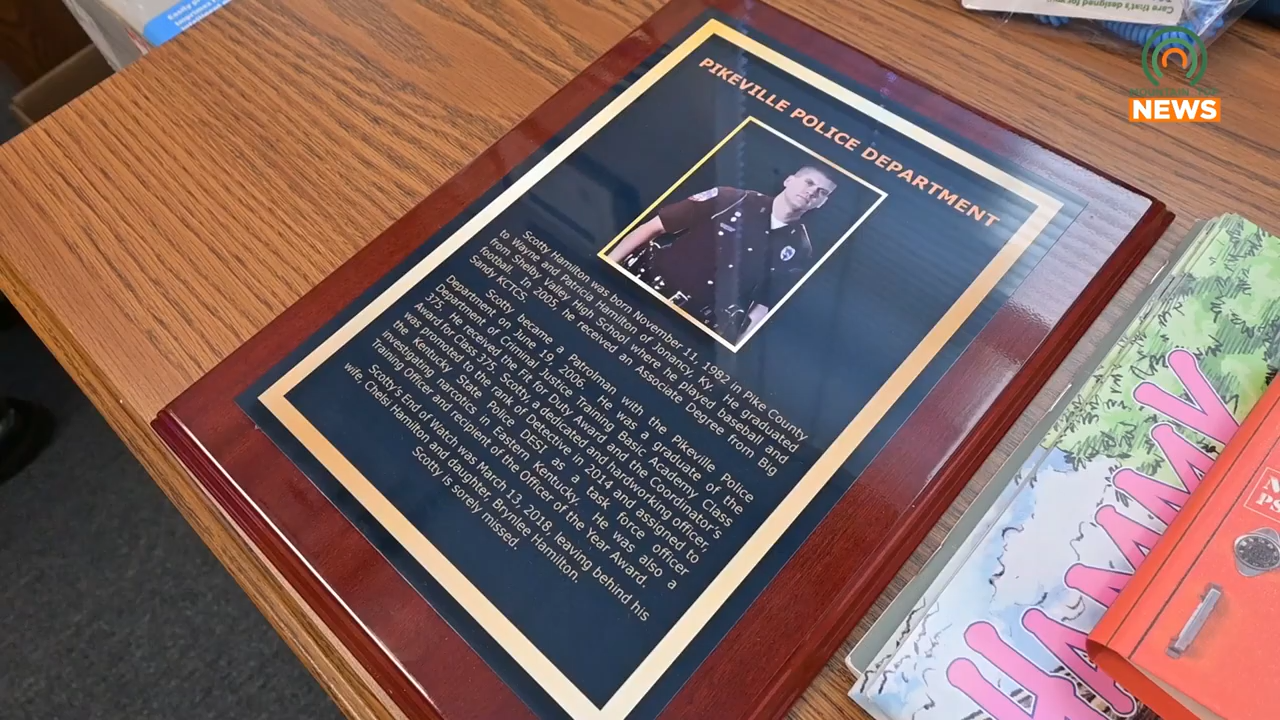 Care that's designed for
MOUNTAIN TOP
NEWS
PIKEVILLE POLICE DEPARTMENT
Scotty Hamilton was born November 11, 1982 in Pike County
to Wayne and Patricia Hamilton of Jonancy, Ky. He graduated
from Shelby Valley High School where he played baseball and
football. In 2005, he received an Associate Degree from Big
Sandy KCTCS.
Scotty became a Patrolman with the Pikeville Police
Department on June 19, 2006. He was a graduate of the
Department of Criminal Justice Training Basic Academy Class
375. He received the Fit for Duty Award and the Coordinator's
Award for Class 375. Scotty, a dedicated and hardworking officer,
was promoted to the rank of Detective in 2014 and assigned to
the Kentucky State Police DESI as a task force officer
investigating narcotics in Eastern Kentucky. He was also a
Training Officer and recipient of the Officer of the Year Award.
Scotty's End of Watch was March 13, 2018, leaving behind his
wife, Chelsi Hamilton and daughter, Brynlee Hamilton.
Scotty is sorely missed.